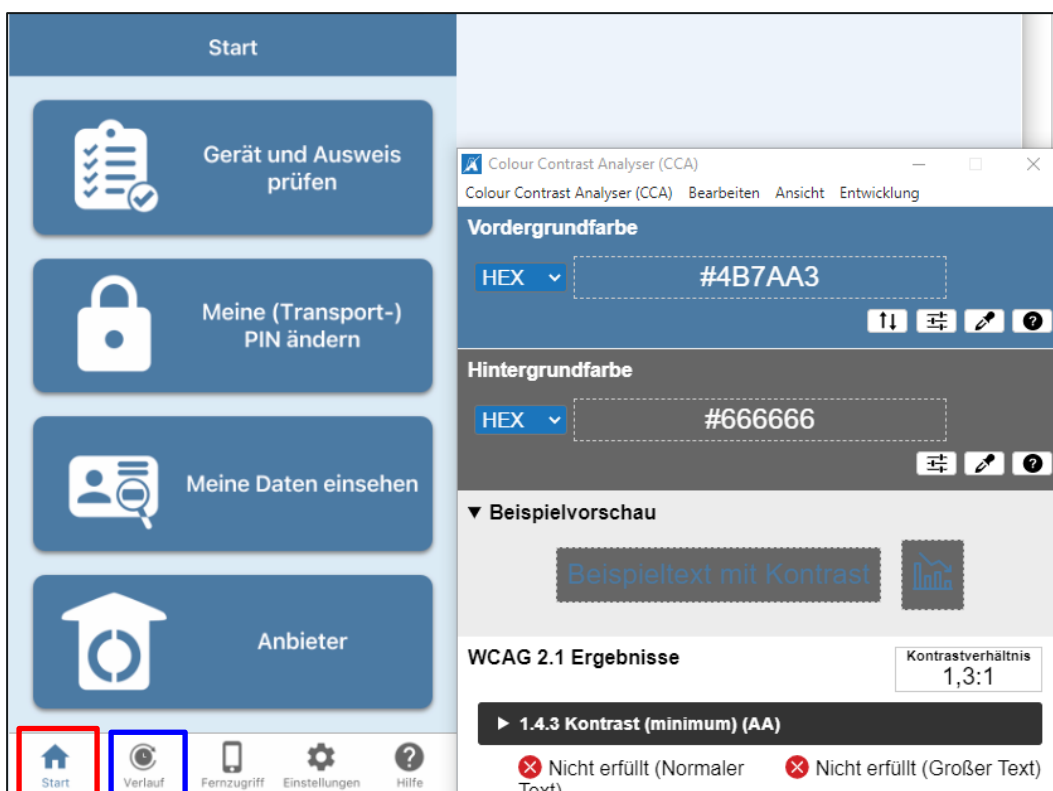 Start
Gerät und Ausweis
prüfen
Meine (Transport-)
PIN ändern
Meine Daten einsehen
Anbieter
Start
Verlauf
Fernzugriff
Einstellungen
Hilfe
Colour Contrast Analyser (CCA)
Colour Contrast Analyser (CCA) Bearbeiten Ansicht Entwicklung
Vordergrundfarbe
HEX #4B7AA3
Hintergrundfarbe
HEX #666666
▼ Beispielvorschau
Beispieltext mit Kontrast
WCAG 2.1 Ergebnisse
Kontrastverhältnis
1,3:1
▶ 1.4.3 Kontrast (minimum) (AA)
Nicht erfüllt (Normaler
Text)
Nicht erfüllt (Großer Text)